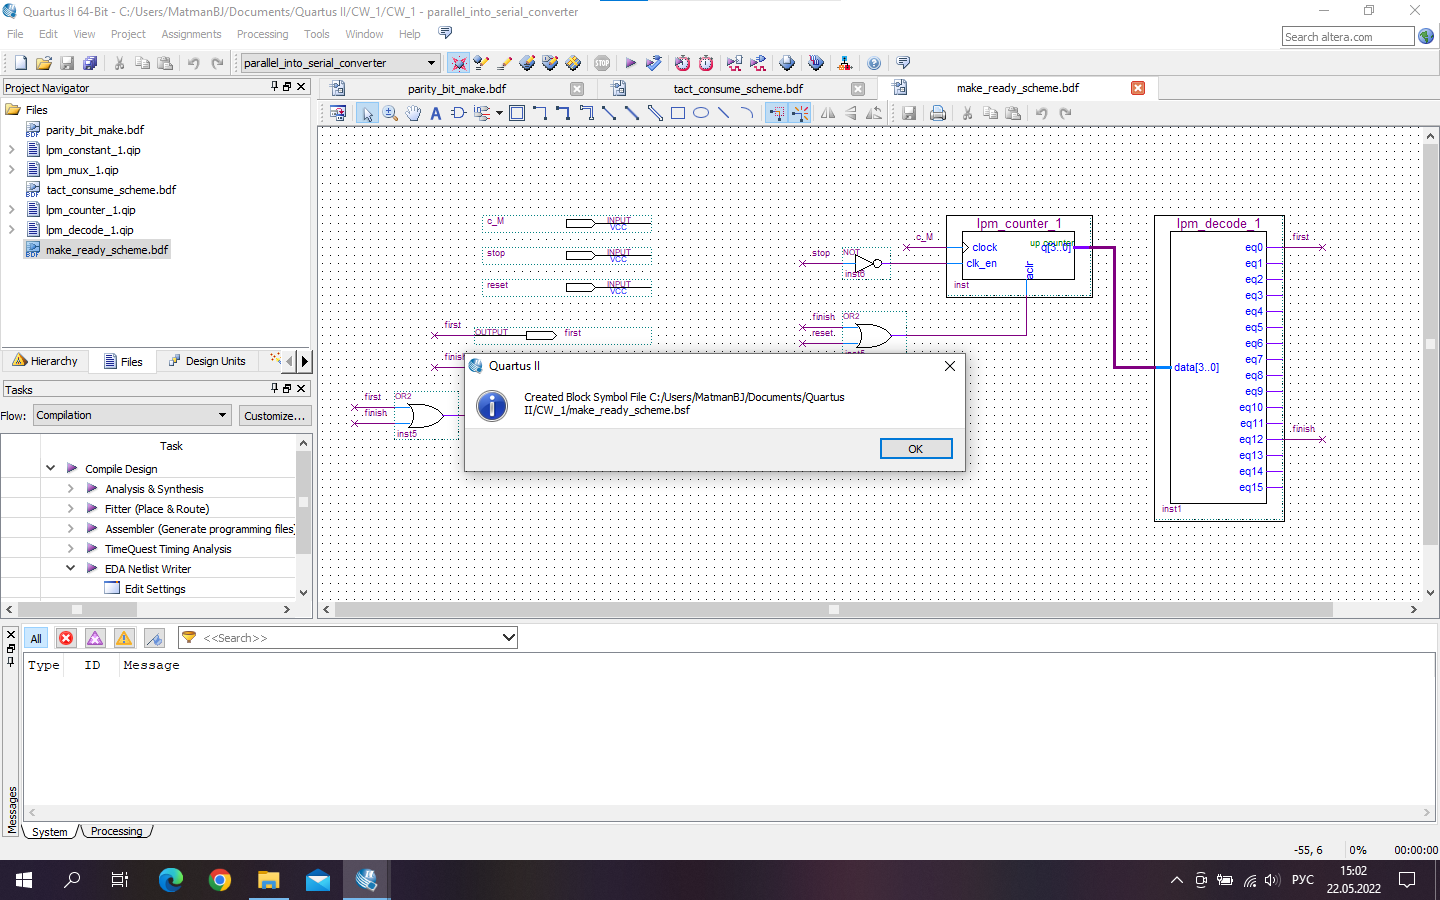 Quartus II 64-Bit - C:/Users/MatmanBJ/Documents/Quartus II/CW_1/CW_1 - parallel_into_serial_converter
File Edit View Project Assignments Processing Tools Window Help
Search altera.com
parallel_into_serial_converter
STOP
Project Navigator
parity_bit_make.bdf
tact_consume_scheme.bdf
make_ready_scheme.bdf
Files
parity_bit_make.bdf
lpm_constant_1.qip
lpm_mux_1.qip
tact_consume_scheme.bdf
lpm_counter_1.qip
lpm_decode_1.qip
make_ready_scheme.bdf
Hierarchy
Files
Design Units
Tasks
Flow: Compilation
Customize...
Task
Compile Design
Analysis & Synthesis
Fitter (Place & Route)
Assembler (Generate programming files)
TimeQuest Timing Analysis
EDA Netlist Writer
Edit Settings
c_M
INPUT
VCC
stop
INPUT
VCC
reset
INPUT
VCC
first
OUTPUT
first
finish
first
finish
OR2
inst5
c_M
stop
NOT
inst6
finish
reset
OR2
lpm_counter_1
up counter
clock
q[3..0]
clk_en
aclr
inst
lpm_decode_1
data[3..0]
eq0
eq1
eq2
eq3
eq4
eq5
eq6
eq7
eq8
eq9
eq10
eq11
eq12
eq13
eq14
eq15
inst1
first
finish
Quartus II
Created Block Symbol File C:/Users/MatmanBJ/Documents/Quartus
II/CW_1/make_ready_scheme.bsf
OK
All
<<Search>>
Type ID Message
Messages
System
Processing
-55, 6
0%
00:00:00
РУС
15:02
22.05.2022